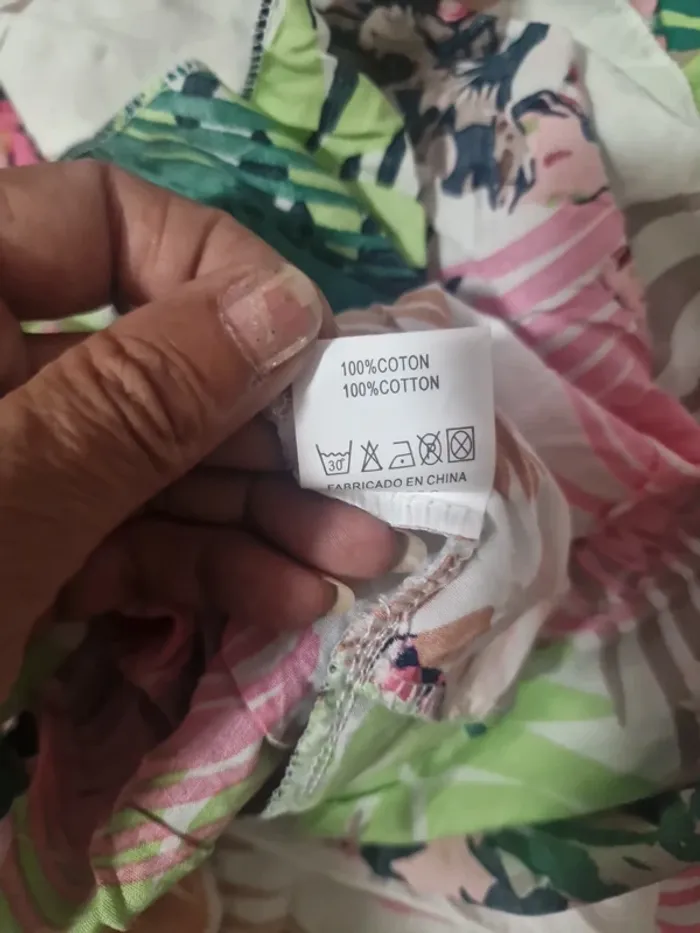 100%COTON
100%COTTON
30°
P
FABRICADO EN CHINA